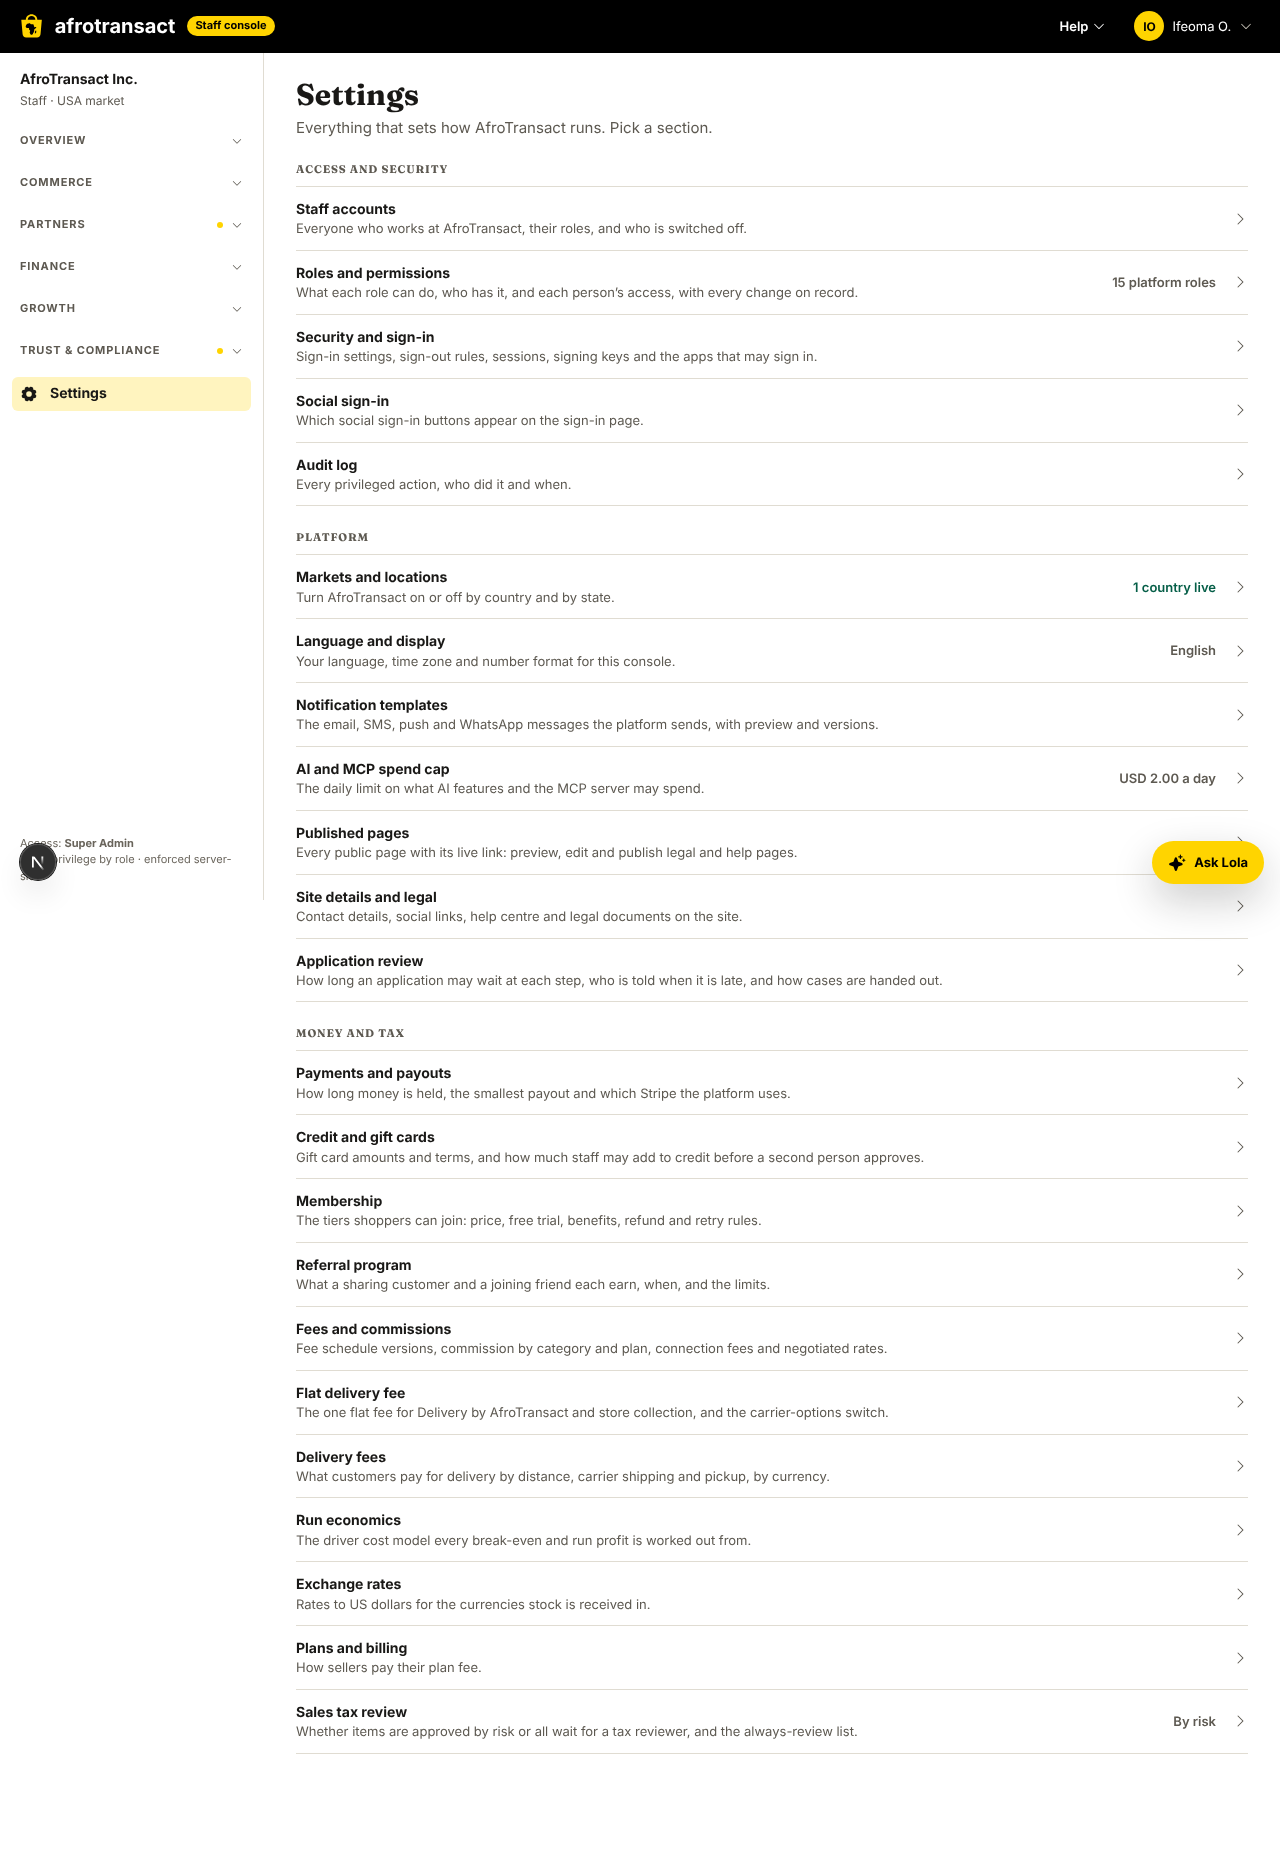 afrotransact
Staff console
Help
IO
Ifeoma O.
AfroTransact Inc.
Staff · USA market
OVERVIEW
COMMERCE
PARTNERS
FINANCE
GROWTH
TRUST & COMPLIANCE
Settings
Access: Super Admin
rivilege by role · enforced server-
Settings
Everything that sets how AfroTransact runs. Pick a section.
ACCESS AND SECURITY
Staff accounts
Everyone who works at AfroTransact, their roles, and who is switched off.
Roles and permissions
What each role can do, who has it, and each person’s access, with every change on record.
15 platform roles
Security and sign-in
Sign-in settings, sign-out rules, sessions, signing keys and the apps that may sign in.
Social sign-in
Which social sign-in buttons appear on the sign-in page.
Audit log
Every privileged action, who did it and when.
PLATFORM
Markets and locations
Turn AfroTransact on or off by country and by state.
1 country live
Language and display
Your language, time zone and number format for this console.
English
Notification templates
The email, SMS, push and WhatsApp messages the platform sends, with preview and versions.
AI and MCP spend cap
The daily limit on what AI features and the MCP server may spend.
USD 2.00 a day
Published pages
Every public page with its live link: preview, edit and publish legal and help pages.
Ask Lola
Site details and legal
Contact details, social links, help centre and legal documents on the site.
Application review
How long an application may wait at each step, who is told when it is late, and how cases are handed out.
MONEY AND TAX
Payments and payouts
How long money is held, the smallest payout and which Stripe the platform uses.
Credit and gift cards
Gift card amounts and terms, and how much staff may add to credit before a second person approves.
Membership
The tiers shoppers can join: price, free trial, benefits, refund and retry rules.
Referral program
What a sharing customer and a joining friend each earn, when, and the limits.
Fees and commissions
Fee schedule versions, commission by category and plan, connection fees and negotiated rates.
Flat delivery fee
The one flat fee for Delivery by AfroTransact and store collection, and the carrier-options switch.
Delivery fees
What customers pay for delivery by distance, carrier shipping and pickup, by currency.
Run economics
The driver cost model every break-even and run profit is worked out from.
Exchange rates
Rates to US dollars for the currencies stock is received in.
Plans and billing
How sellers pay their plan fee.
Sales tax review
Whether items are approved by risk or all wait for a tax reviewer, and the always-review list.
By risk